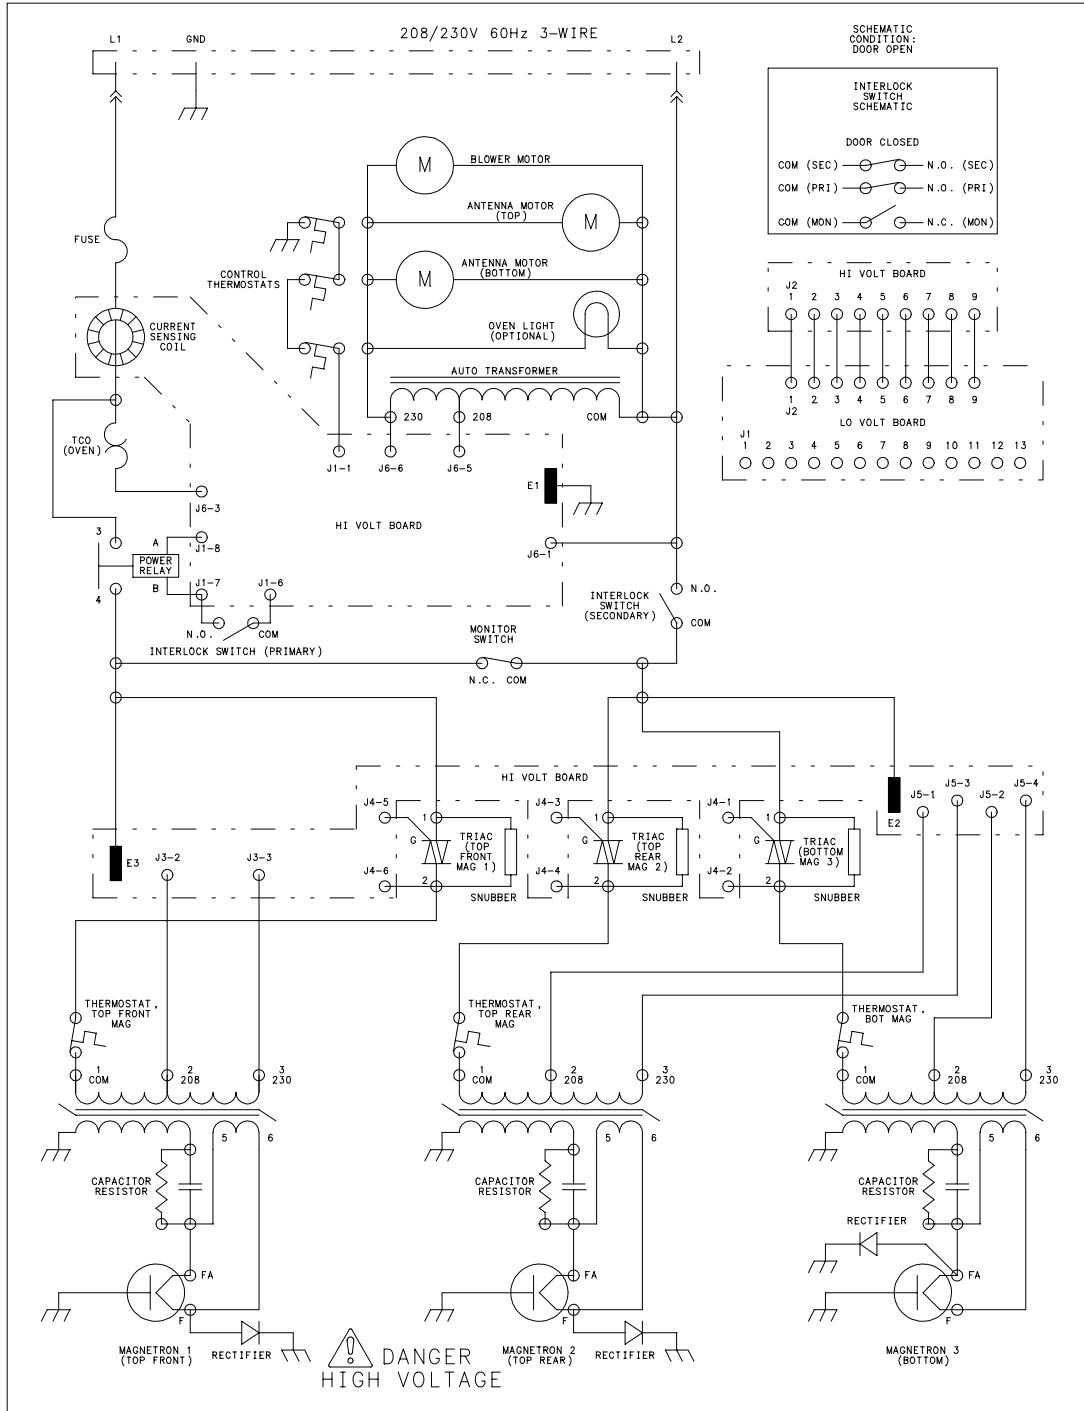 208/230V 60Hz 3-WIRE
L1
GND
L2
SCHEMATIC
CONDITION:
DOOR OPEN
INTERLOCK
SWITCH
SCHEMATIC
DOOR CLOSED
COM (SEC) N.O. (SEC)
COM (PRI) N.O. (PRI)
COM (MON) N.C. (MON)
M
BLOWER MOTOR
ANTENNA MOTOR
(TOP)
M
M
ANTENNA MOTOR
(BOTTOM)
OVEN LIGHT
(OPTIONAL)
AUTO TRANSFORMER
230
208
COM
FUSE
CONTROL
THERMOSTATS
CURRENT
SENSING
COIL
TCO
(OVEN)
HI VOLT BOARD
J2
1 2 3 4 5 6 7 8 9
1 2 3 4 5 6 7 8 9
J2
LO VOLT BOARD
J1
1 2 3 4 5 6 7 8 9 10 11 12 13
J1-1
J6-6
J6-5
E1
J6-3
HI VOLT BOARD
J6-1
3
A
J1-8
POWER
RELAY
B
4
J1-7
J1-6
N.O.
COM
INTERLOCK SWITCH (PRIMARY)
INTERLOCK
SWITCH
(SECONDARY)
N.O.
COM
MONITOR
SWITCH
N.C. COM
HI VOLT BOARD
J4-5
1
G
TRIAC
(TOP
FRONT
MAG 1)
J4-6
2
SNUBBER
J4-3
1
G
TRIAC
(TOP
REAR
MAG 2)
J4-4
2
SNUBBER
J4-1
1
G
TRIAC
(BOTTOM
MAG 3)
J4-2
2
SNUBBER
E2
J5-1
J5-3
J5-2
J5-4
E3
J3-2
J3-3
THERMOSTAT,
TOP FRONT
MAG
THERMOSTAT,
TOP REAR
MAG
THERMOSTAT,
BOT MAG
1
COM
2
208
3
230
1
COM
2
208
3
230
1
COM
2
208
3
230
5
6
5
6
5
6
CAPACITOR
RESISTOR
CAPACITOR
RESISTOR
CAPACITOR
RESISTOR
RECTIFIER
FA
FA
FA
F
F
F
MAGNETRON 1
(TOP FRONT)
RECTIFIER
MAGNETRON 2
(TOP REAR)
RECTIFIER
MAGNETRON 3
(BOTTOM)
! DANGER
HIGH VOLTAGE